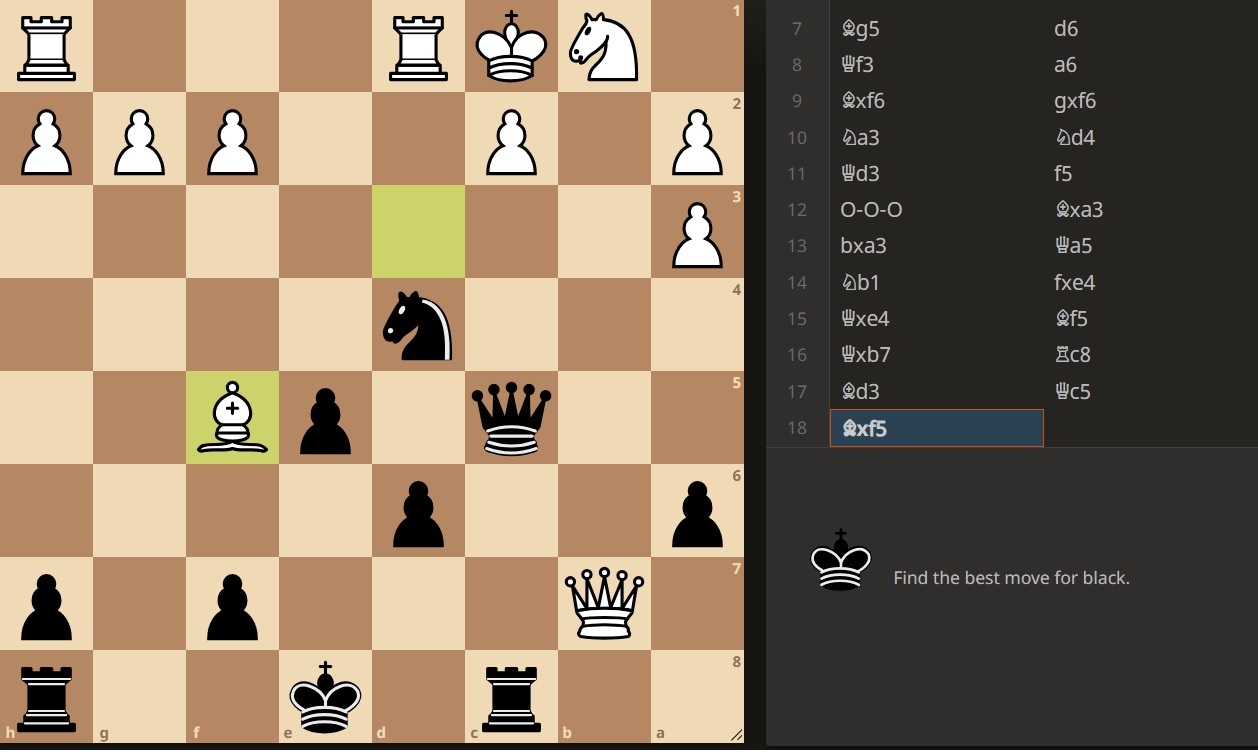 1
2
3
4
5
6
7
8
h g f e d c b a
7 ♗g5 d6
8 ♕f3 a6
9 ♗xf6 gxf6
10 ♘a3 ♘d4
11 ♕d3 f5
12 O-O-O ♗xa3
13 bxa3 ♕a5
14 ♘b1 fxe4
15 ♕xe4 ♗f5
16 ♕xb7 ♖c8
17 ♗d3 ♕c5
18 ♗xf5
Find the best move for black.